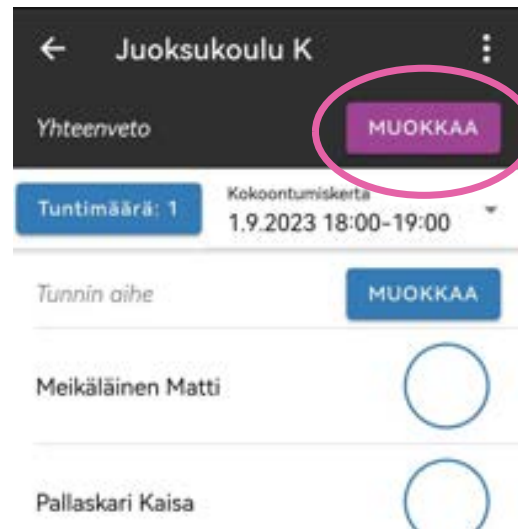 Juoksukoulu K
Yhteenveto MUOKKAA
Tuntimäärä: 1
Kokoontumiskerta
1.9.2023 18:00-19:00
Tunnin aihe MUOKKAA
Meikäläinen Matti
Pallaskari Kaisa